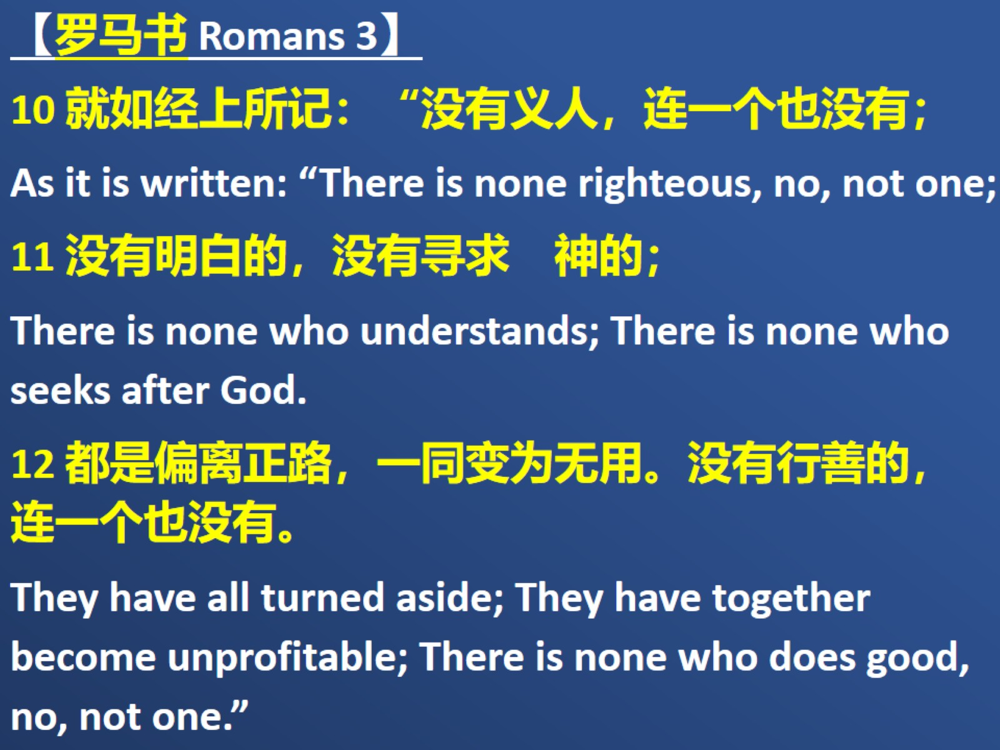 【罗马书 Romans 3】
10 就如经上所记： “没有义人，连一个也没有；
As it is written: “There is none righteous, no, not one;
11 没有明白的，没有寻求　神的；
There is none who understands; There is none who
seeks after God.
12 都是偏离正路，一同变为无用。没有行善的，
连一个也没有。
They have all turned aside; They have together
become unprofitable; There is none who does good,
no, not one.”